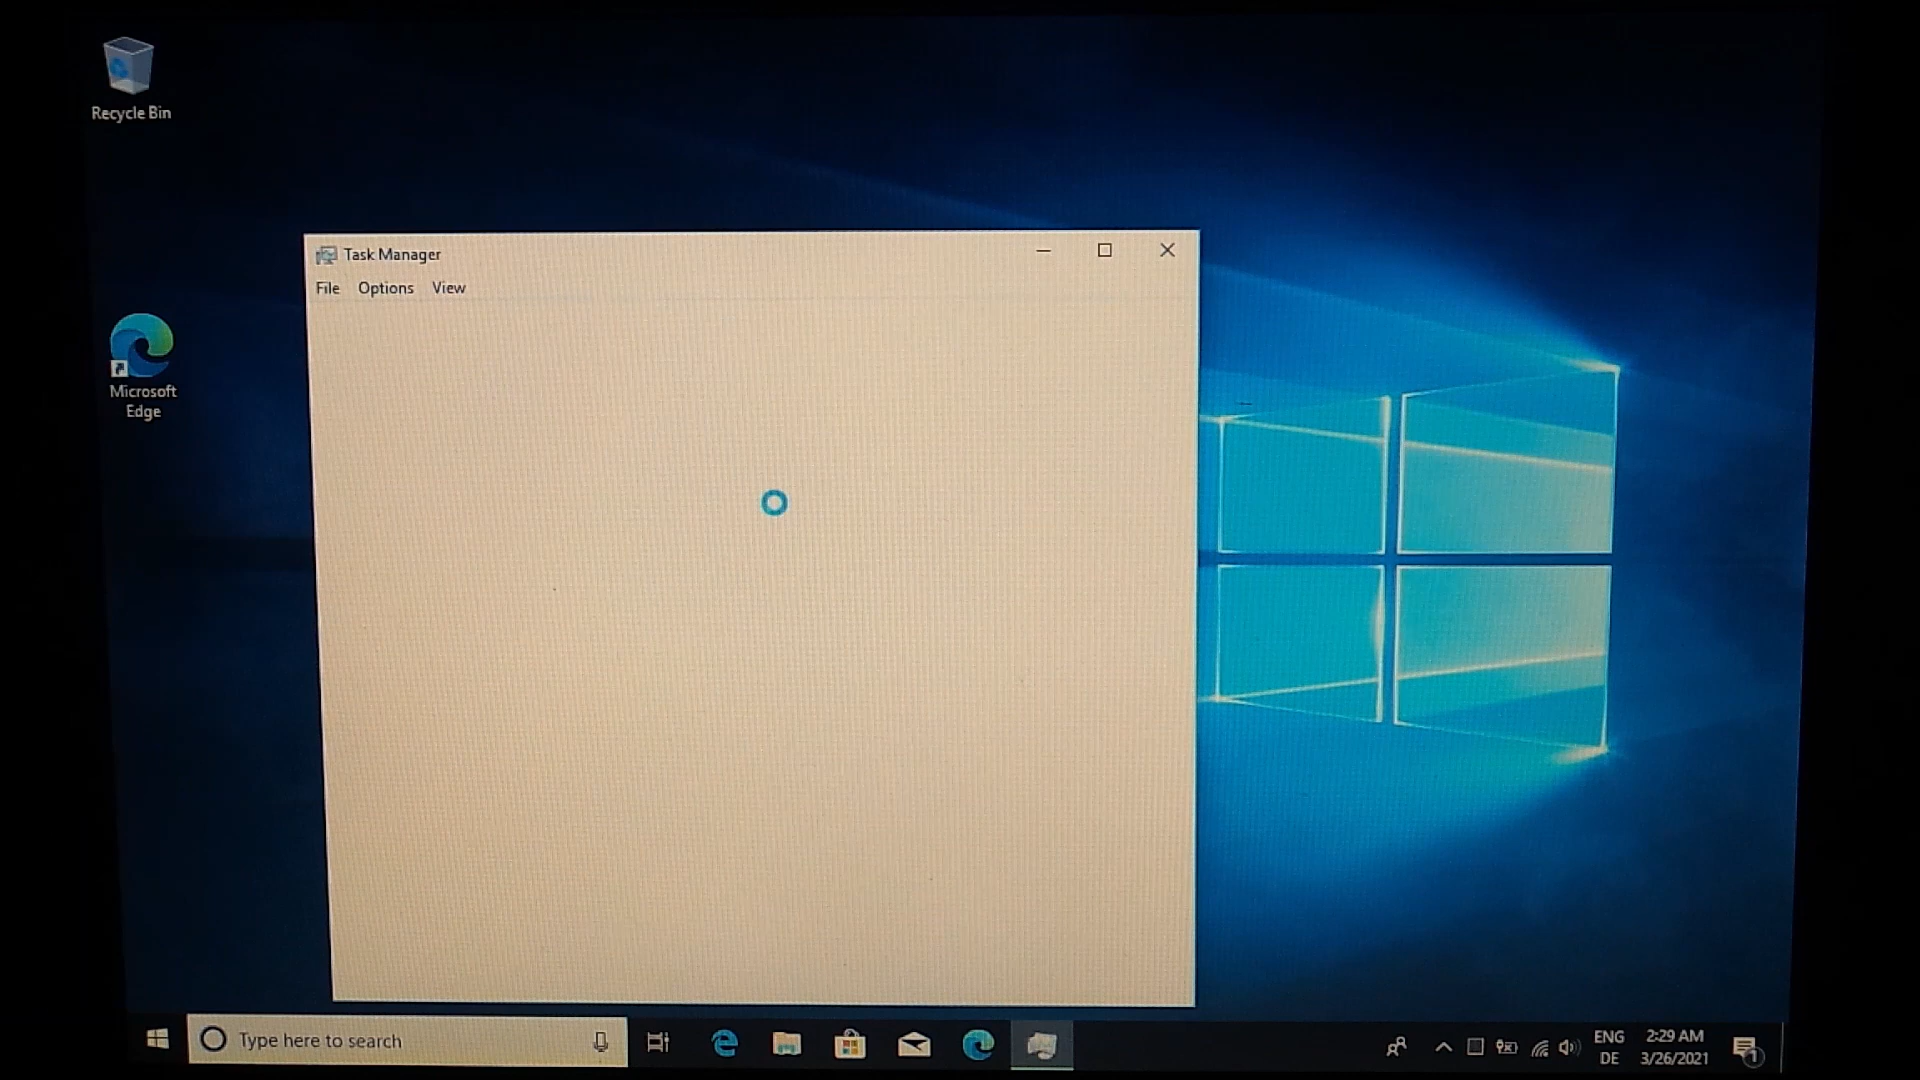 Recycle Bin
Microsoft
Edge
Task Manager
File Options View
Type here to search
ENG
DE
2:29 AM
3/26/2021
1